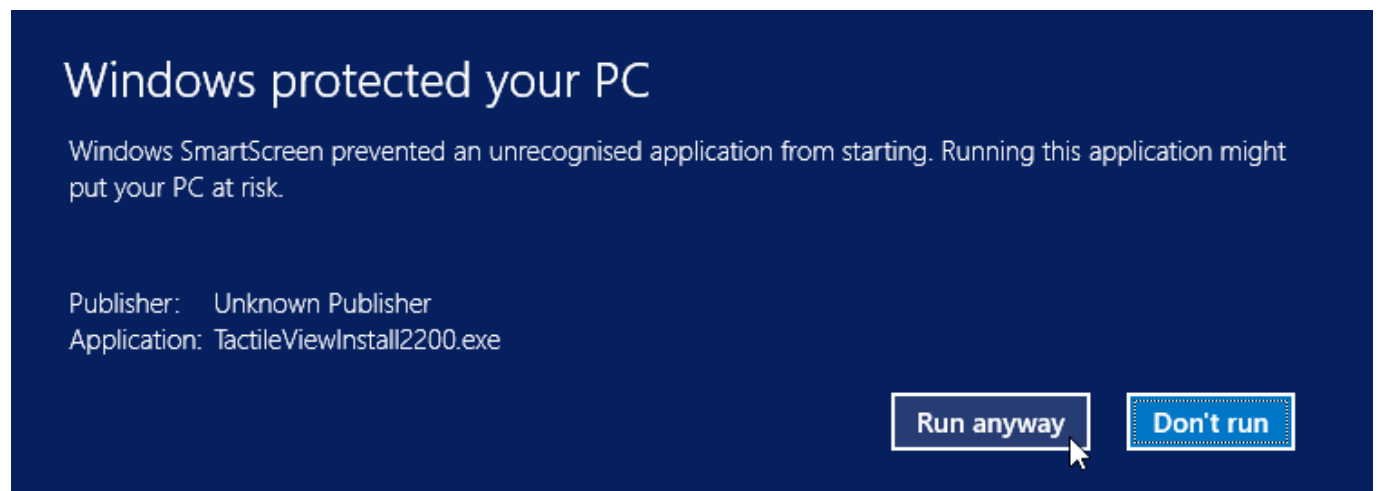 Windows protected your PC
Windows SmartScreen prevented an unrecognised application from starting. Running this application might
put your PC at risk.
Publisher: Unknown Publisher
Application: TactileViewInstall2200.exe
Run anyway Don't run